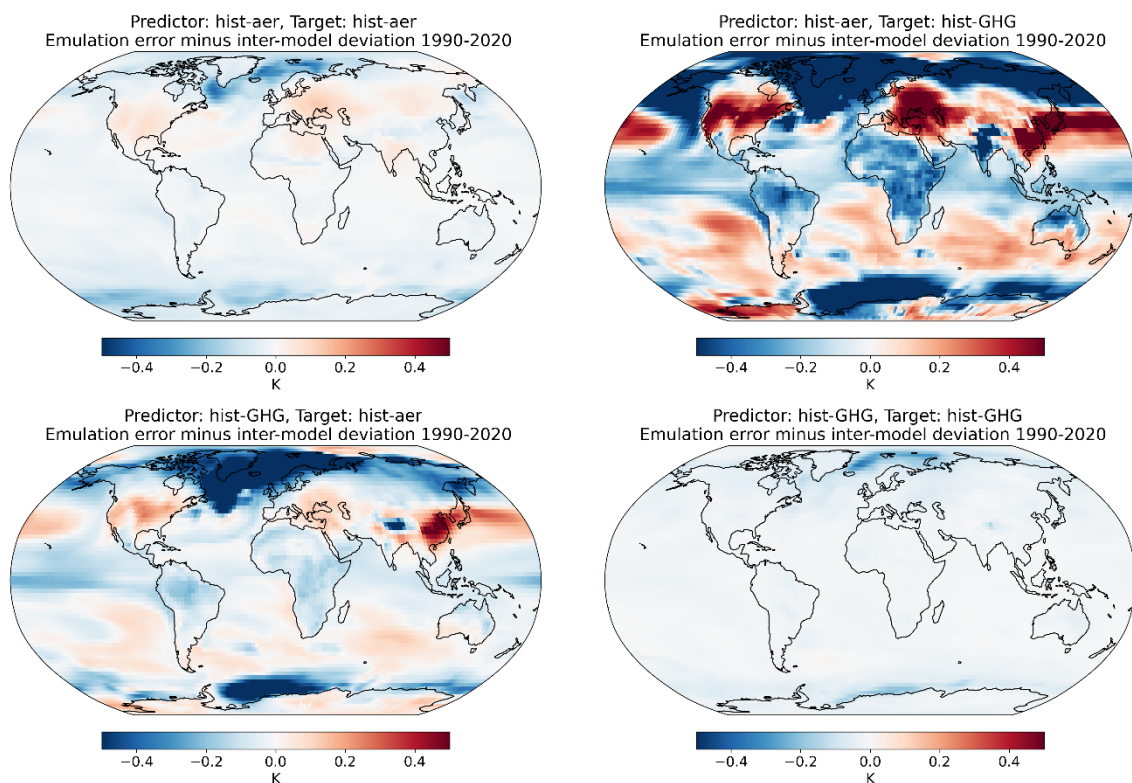 Predictor: hist-aer, Target: hist-aer
Emulation error minus inter-model deviation 1990-2020
−0.4 −0.2 0.0 0.2 0.4
K
Predictor: hist-aer, Target: hist-GHG
Emulation error minus inter-model deviation 1990-2020
−0.4 −0.2 0.0 0.2 0.4
K
Predictor: hist-GHG, Target: hist-aer
Emulation error minus inter-model deviation 1990-2020
−0.4 −0.2 0.0 0.2 0.4
K
Predictor: hist-GHG, Target: hist-GHG
Emulation error minus inter-model deviation 1990-2020
−0.4 −0.2 0.0 0.2 0.4
K